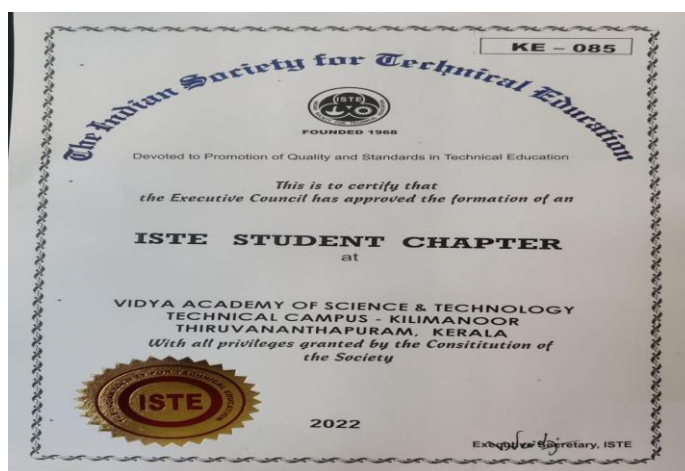 KE - 085
The Indian Society for Technical Education
ISTE
FOUNDED 1968
Devoted to Promotion of Quality and Standards in Technical Education
This is to certify that
the Executive Council has approved the formation of an
ISTE STUDENT CHAPTER
at
VIDYA ACADEMY OF SCIENCE & TECHNOLOGY
TECHNICAL CAMPUS - KILIMANOOR
THIRUVANANTHAPURAM, KERALA
With all privileges granted by the Consititution of
the Society
ISTE
2022
Executive Secretary, ISTE